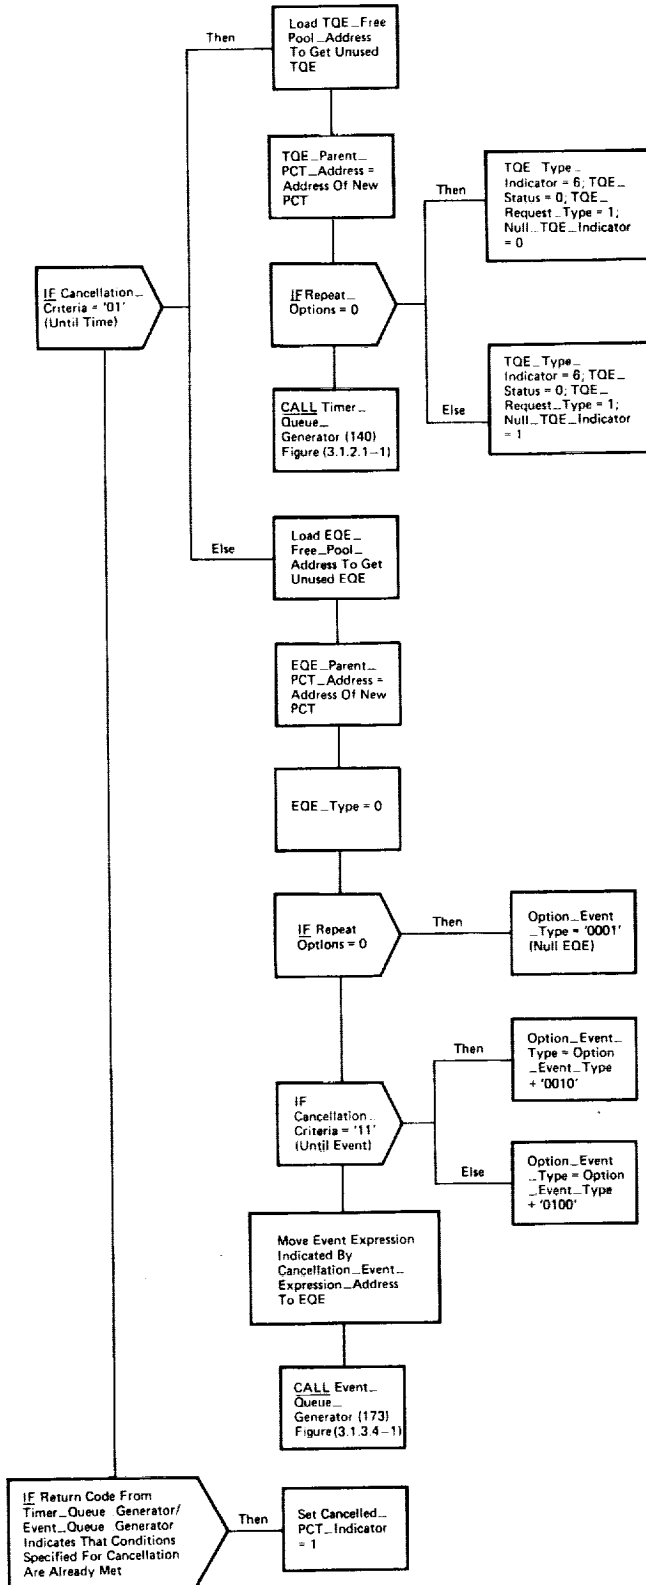 Then
Load TQE_Free
Pool_Address
To Get Unused
TQE
TQE_Parent_
PCT_Address =
Address Of New
PCT
Then
TQE Type_
Indicator = 6; TQE_
Status = 0; TQE_
Request_Type = 1;
Null_TQE_Indicator
= 0
IF Cancellation_
Criteria = '01'
(Until Time)
IF Repeat_
Options = 0
Else
TQE_Type_
Indicator = 6; TQE_
Status = 0; TQE_
Request_Type = 1;
Null_TQE_Indicator
= 1
CALL Timer_
Queue_
Generator (140)
Figure (3.1.2.1-1)
Else
Load EQE_
Free_Pool_
Address To Get
Unused EQE
EQE_Parent_
PCT_Address =
Address Of New
PCT
EQE_Type = 0
IF Repeat
Options = 0
Then
Option_Event
_Type = '0001'
(Null EQE)
IF
Cancellation_
Criteria = '11'
(Until Event)
Then
Option_Event_
Type = Option
_Event_Type
+ '0010'
Else
Option_Event
_Type = Option
_Event_Type
+ '0100'
Move Event Expression
Indicated By
Cancellation_Event_
Expression_Address
To EQE
CALL Event_
Queue_
Generator (173)
Figure (3.1.3.4-1)
IF Return Code From
Timer_Queue Generator/
Event_Queue Generator
Indicates That Conditions
Specified For Cancellation
Are Already Met
Then
Set Cancelled_
PCT_Indicator
= 1